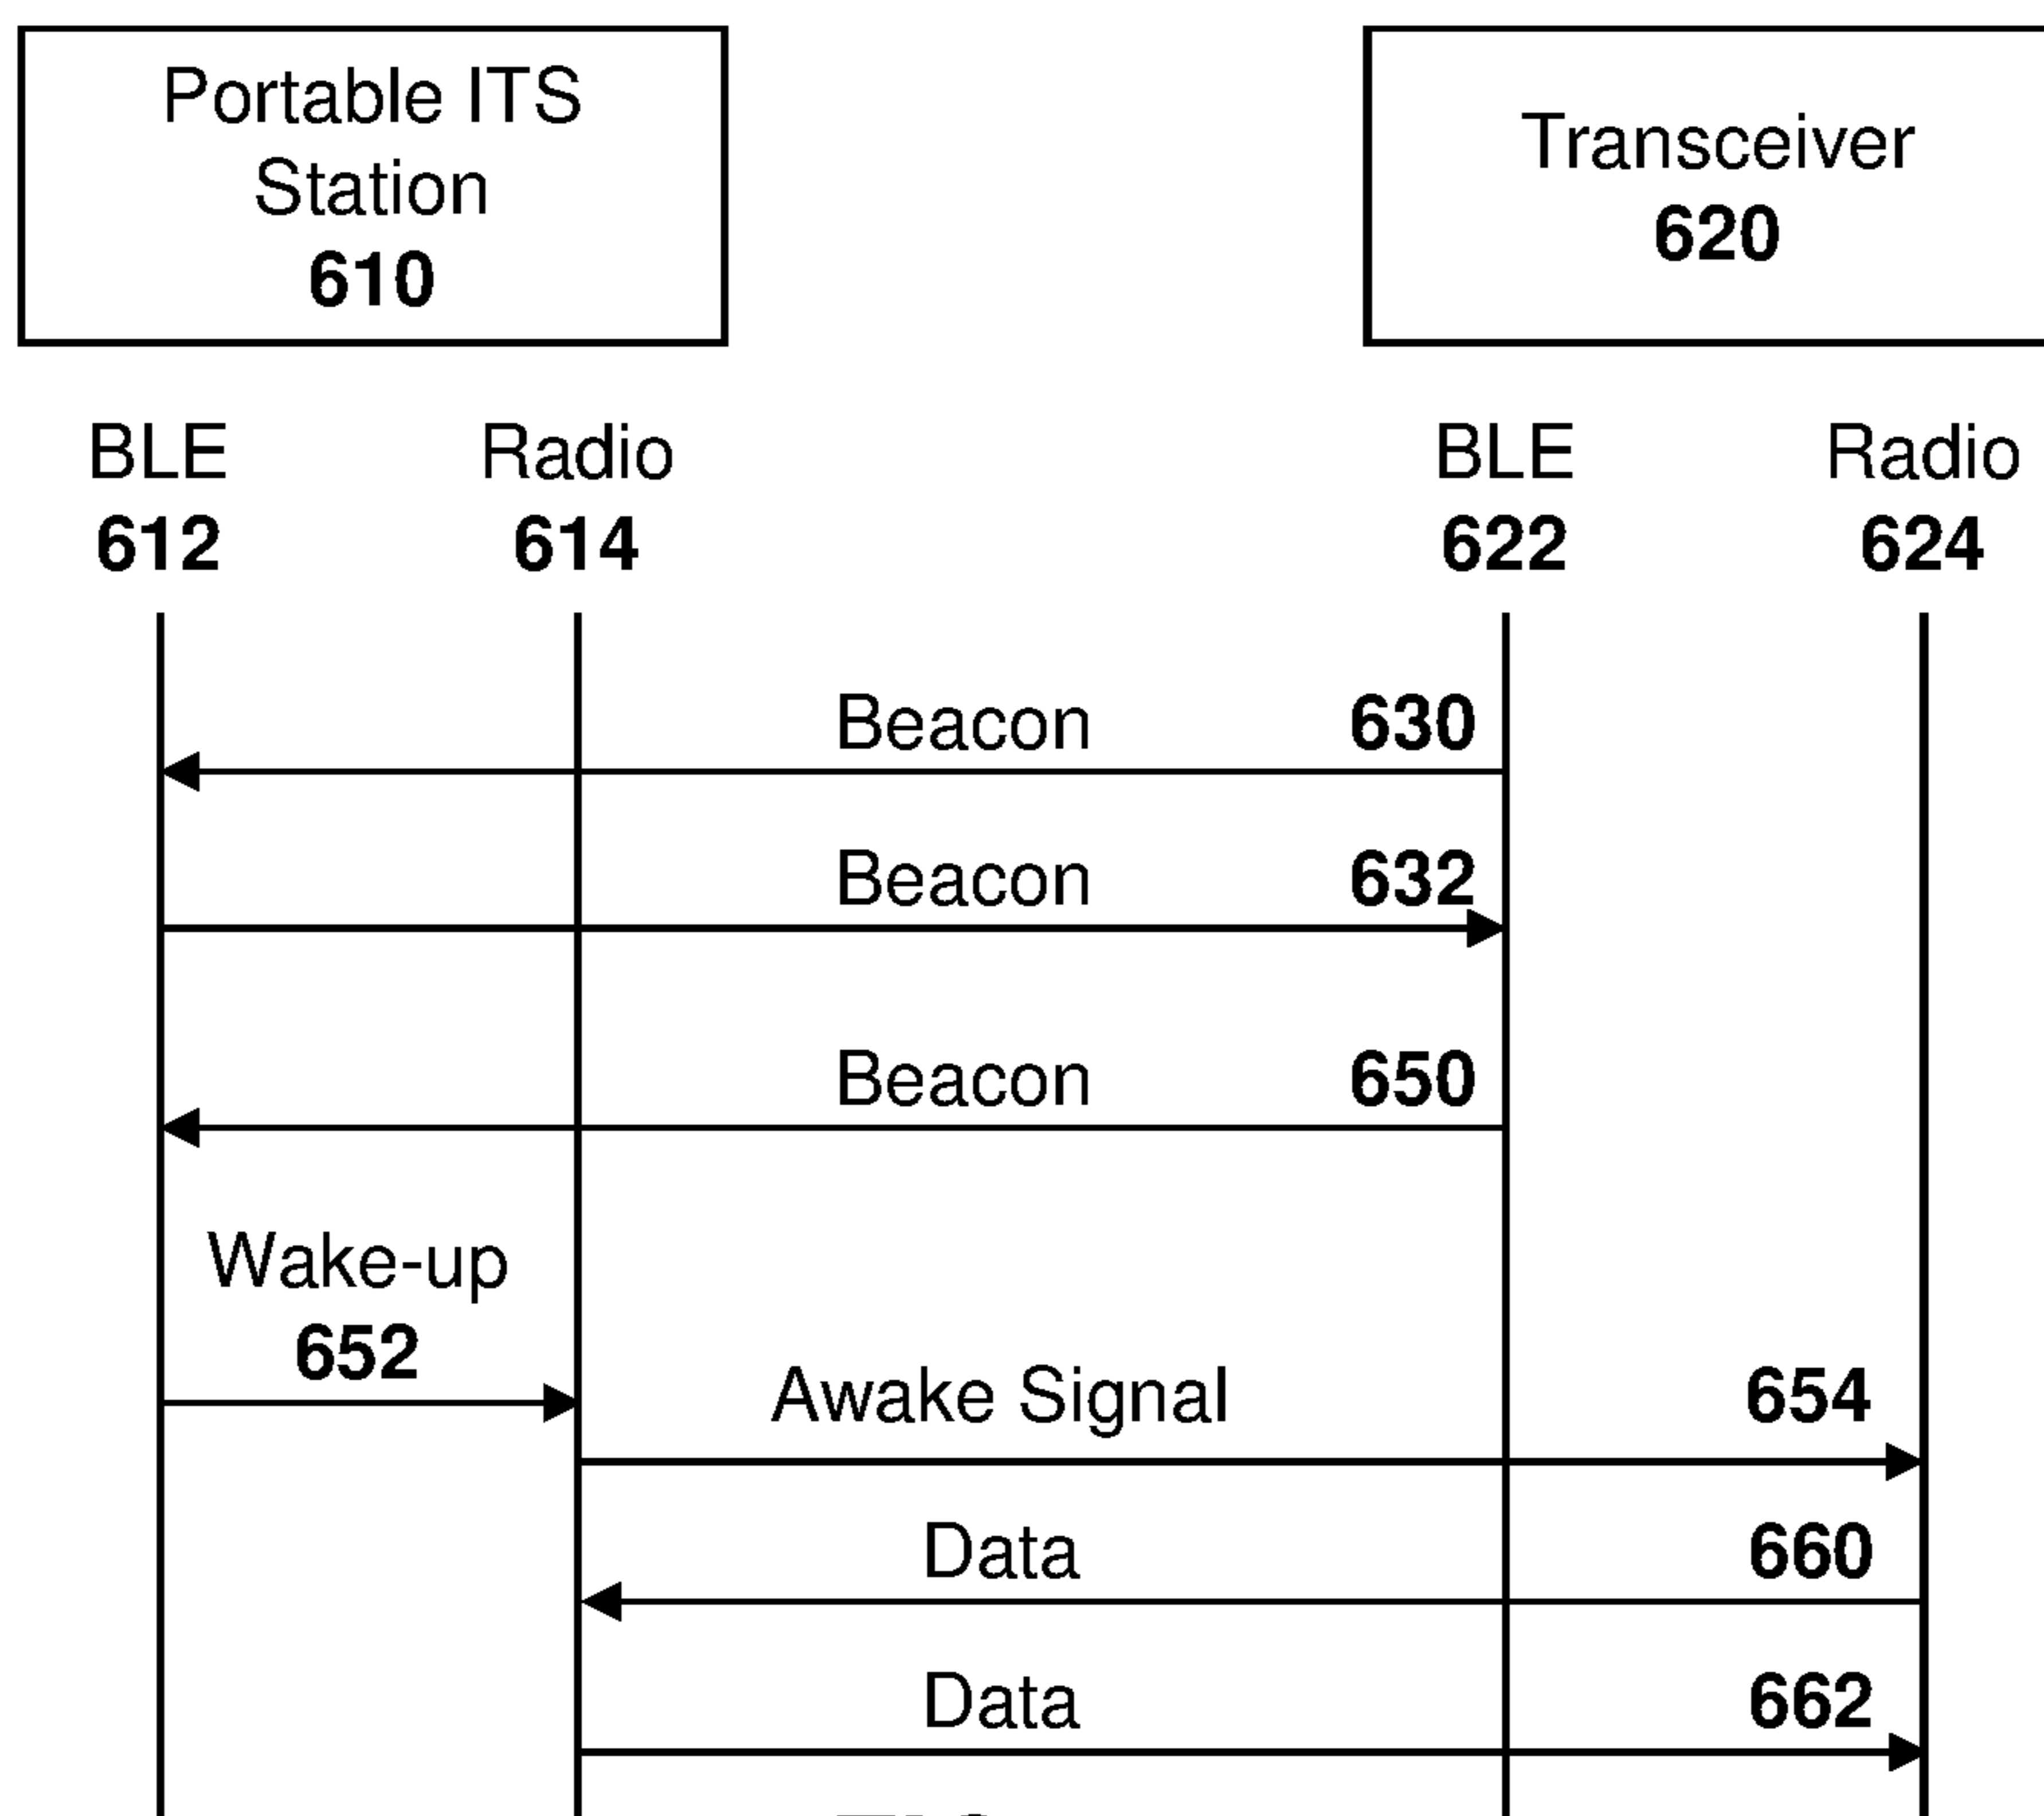 Portable ITS
Station
610
Transceiver
620
BLE
612
Radio
614
BLE
622
Radio
624
Beacon 630
Beacon 632
Beacon 650
Wake-up
652
Awake Signal 654
Data 660
Data 662